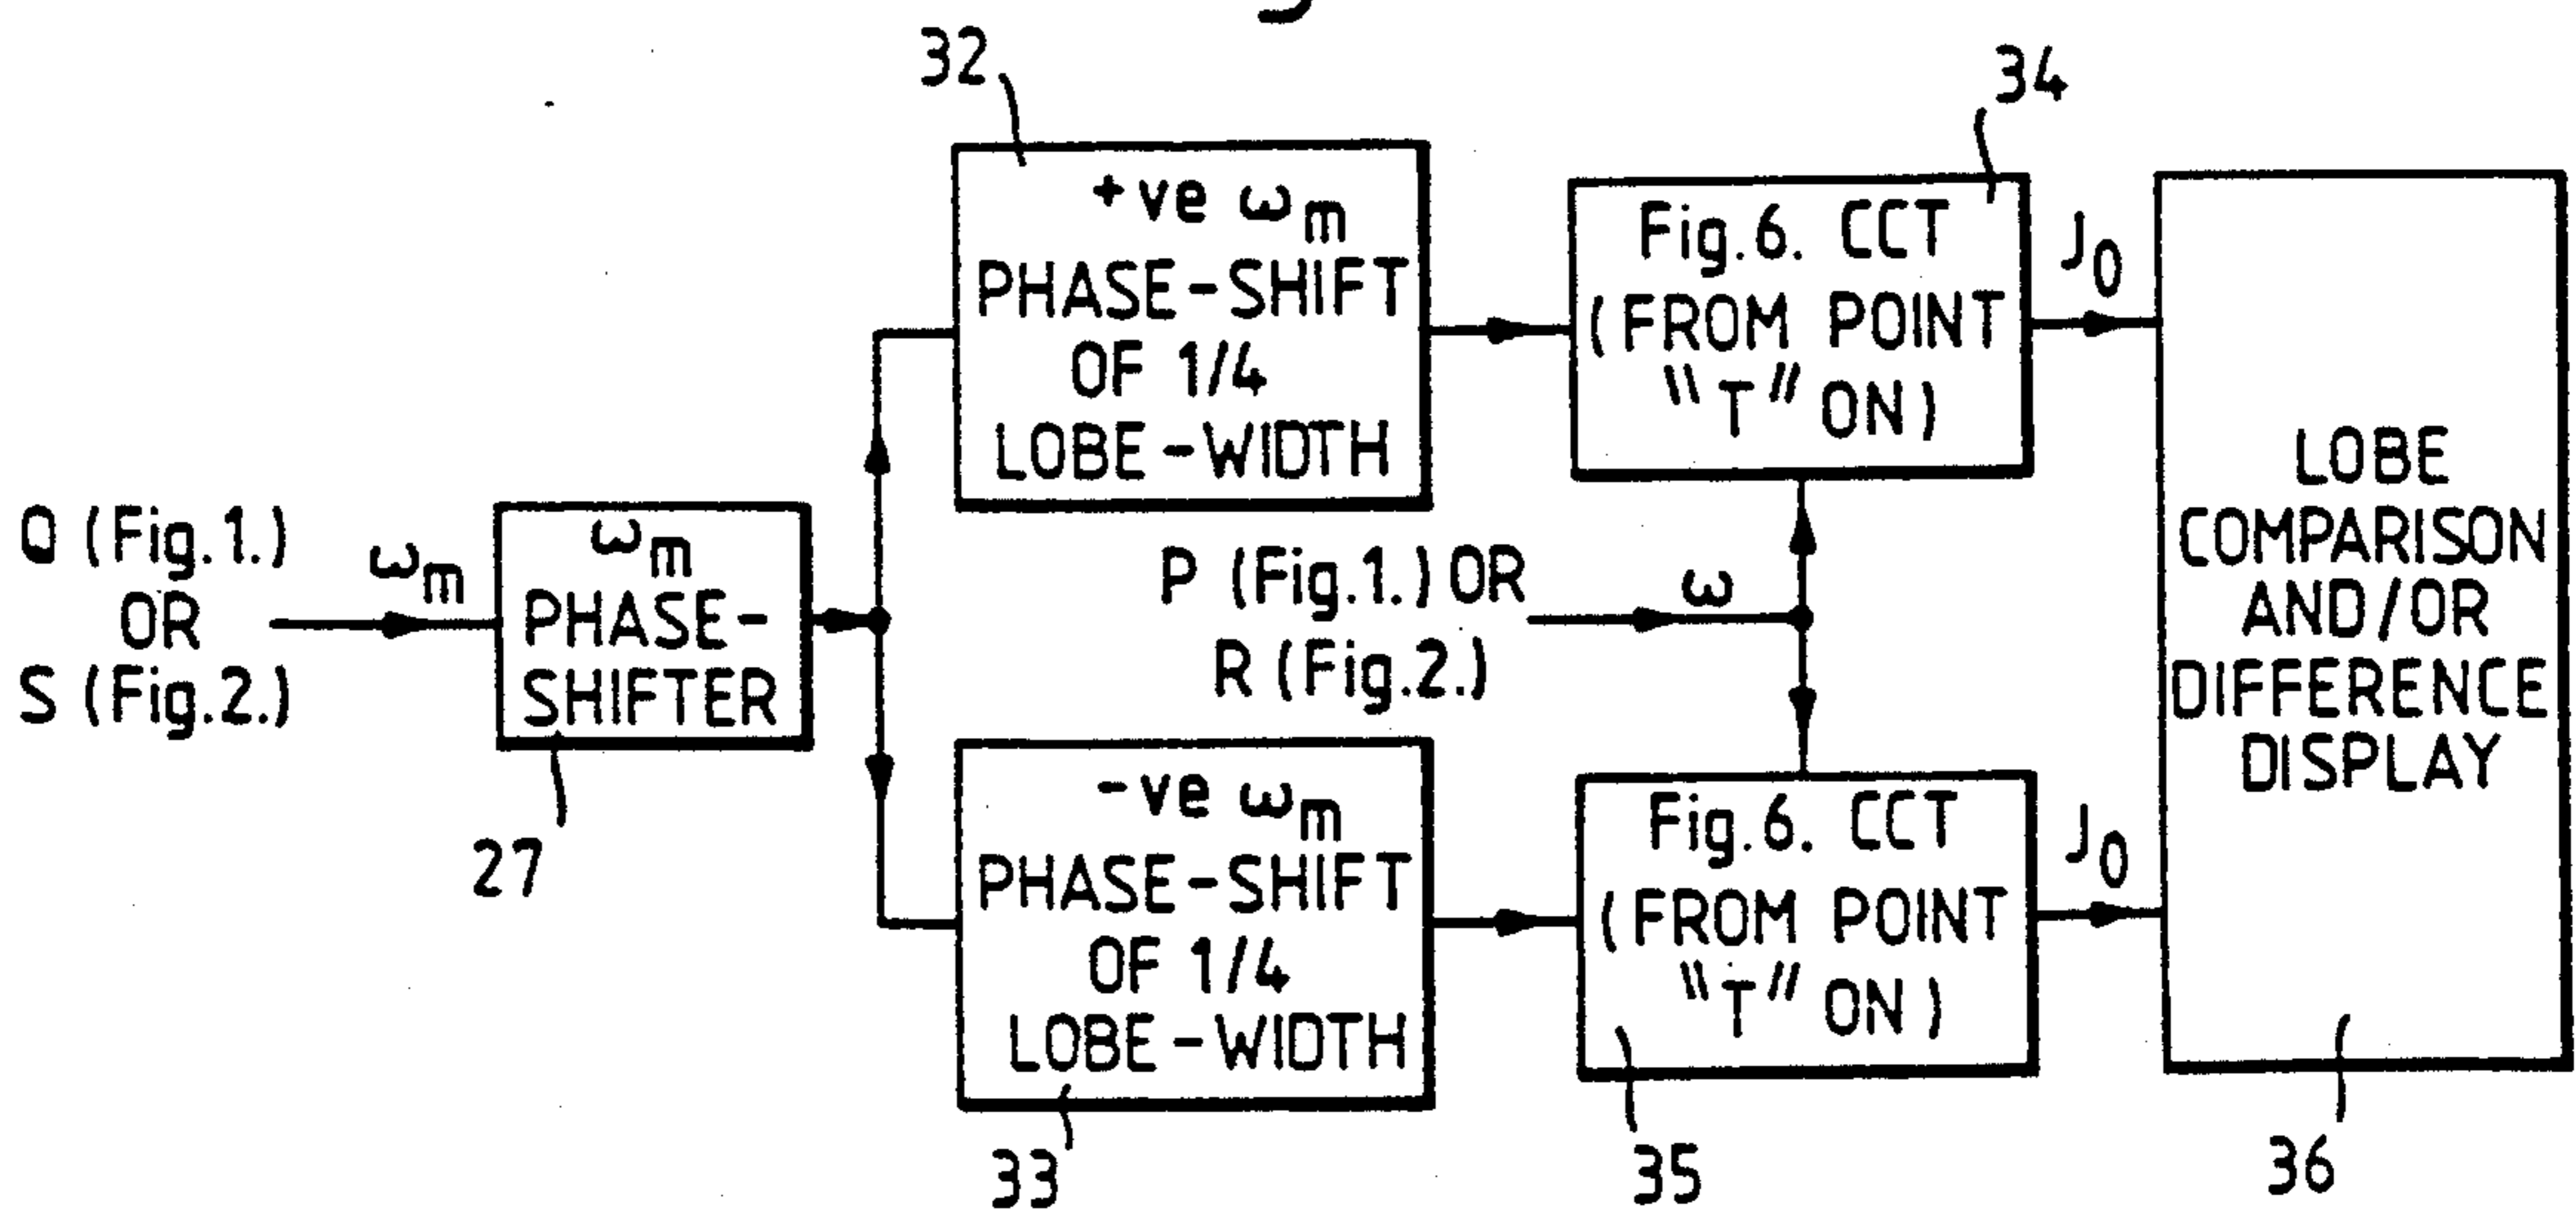 32
+ve ωm
PHASE-SHIFT
OF 1/4
LOBE-WIDTH
34
Fig.6. CCT
(FROM POINT
"T" ON)
J0
Q (Fig.1.)
OR
S (Fig.2.)
ωm
ωm
PHASE-
SHIFTER
27
P (Fig.1.) OR
R (Fig.2.)
ω
-ve ωm
PHASE-SHIFT
OF 1/4
LOBE-WIDTH
33
Fig.6. CCT
(FROM POINT
"T" ON)
35
J0
LOBE
COMPARISON
AND/OR
DIFFERENCE
DISPLAY
36